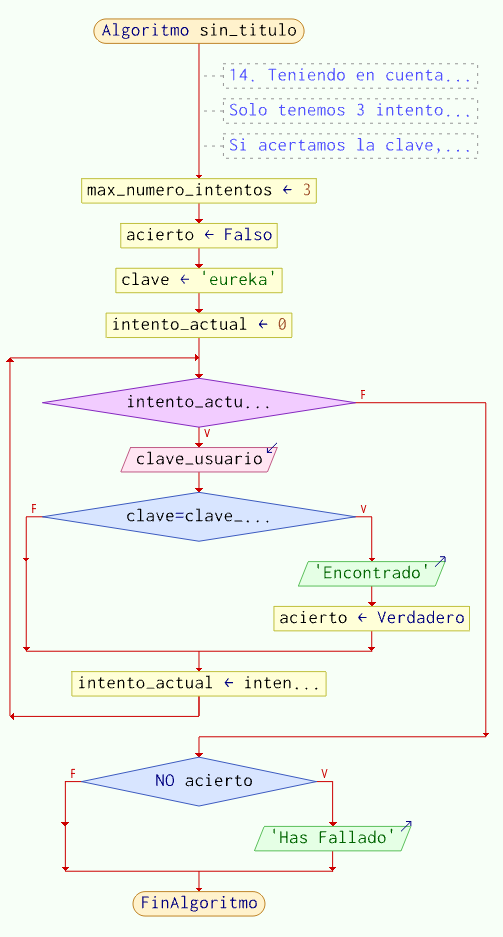 Algoritmo sin_titulo
14. Teniendo en cuenta...
Solo tenemos 3 intento...
Si acertamos la clave,...
max_numero_intentos ← 3
acierto ← Falso
clave ← 'eureka'
intento_actual ← 0
intento_actu...
F
V
clave_usuario
clave=clave_...
F
V
'Encontrado'
acierto ← Verdadero
intento_actual ← inten...
NO acierto
F
V
'Has Fallado'
FinAlgoritmo